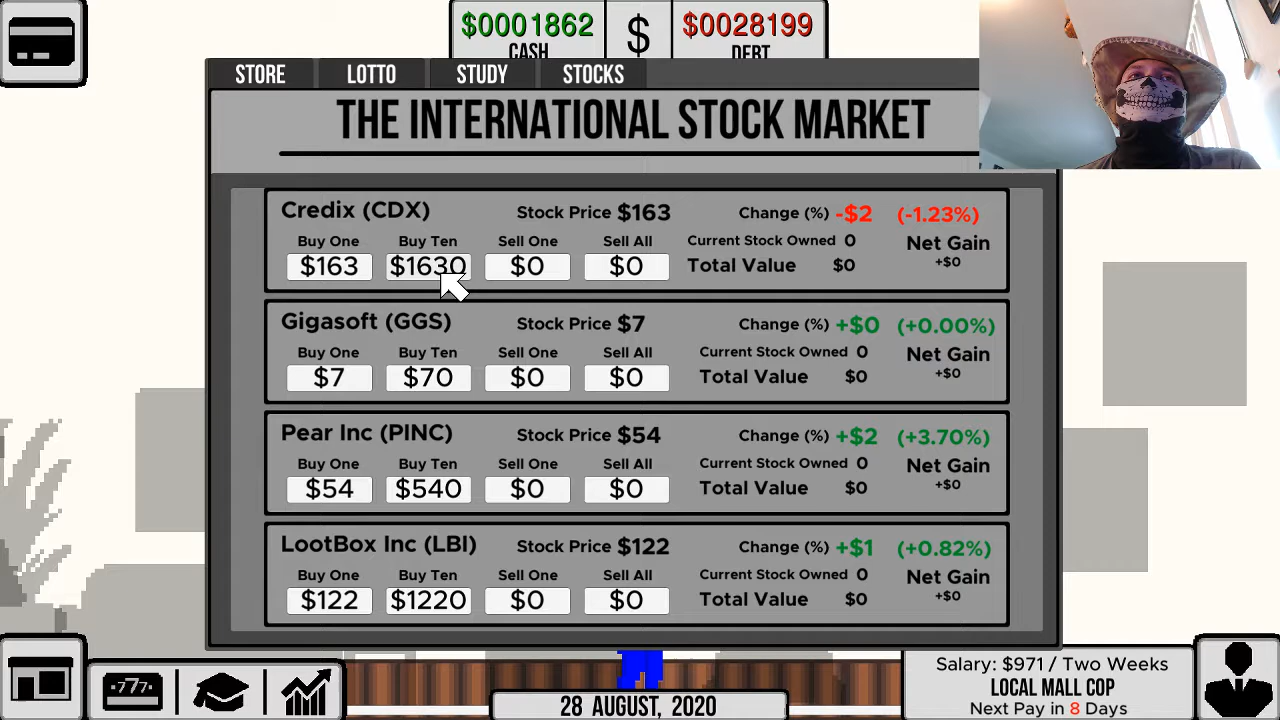 $0001862 $ $0028199
CASH DEBT
STORE LOTTO STUDY STOCKS
THE INTERNATIONAL STOCK MARKET
Credix (CDX) Stock Price $163 Change (%) -$2 (-1.23%)
Buy One Buy Ten Sell One Sell All Current Stock Owned 0 Net Gain
$163 $1630 $0 $0 Total Value $0 +$0
Gigasoft (GGS) Stock Price $7 Change (%) +$0 (+0.00%)
Buy One Buy Ten Sell One Sell All Current Stock Owned 0 Net Gain
$7 $70 $0 $0 Total Value $0 +$0
Pear Inc (PINC) Stock Price $54 Change (%) +$2 (+3.70%)
Buy One Buy Ten Sell One Sell All Current Stock Owned 0 Net Gain
$54 $540 $0 $0 Total Value $0 +$0
LootBox Inc (LBI) Stock Price $122 Change (%) +$1 (+0.82%)
Buy One Buy Ten Sell One Sell All Current Stock Owned 0 Net Gain
$122 $1220 $0 $0 Total Value $0 +$0
777
28 AUGUST, 2020
Salary: $971 / Two Weeks
LOCAL MALL COP
Next Pay in 8 Days